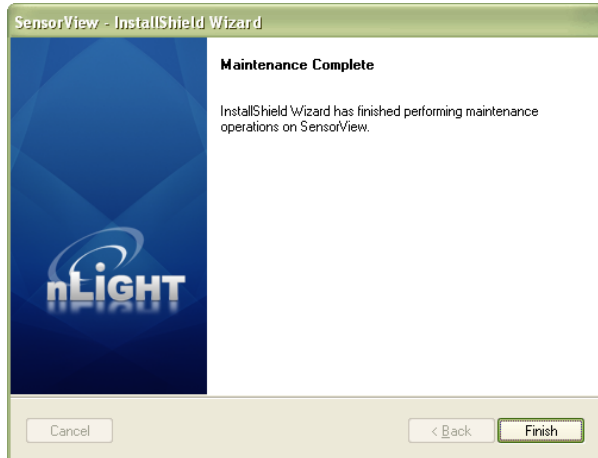 SensorView - InstallShield Wizard
Maintenance Complete
InstallShield Wizard has finished performing maintenance
operations on SensorView.
nLIGHT
Cancel
< Back
Finish